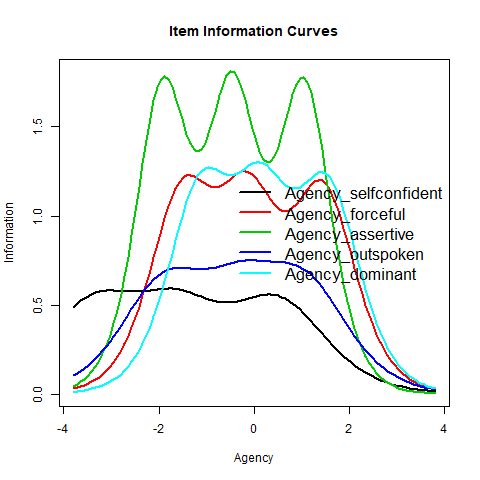 Item Information Curves
Information
0.0
0.5
1.0
1.5
Agency_selfconfident
Agency_forceful
Agency_assertive
Agency_outspoken
Agency_dominant
-4
-2
0
2
4
Agency